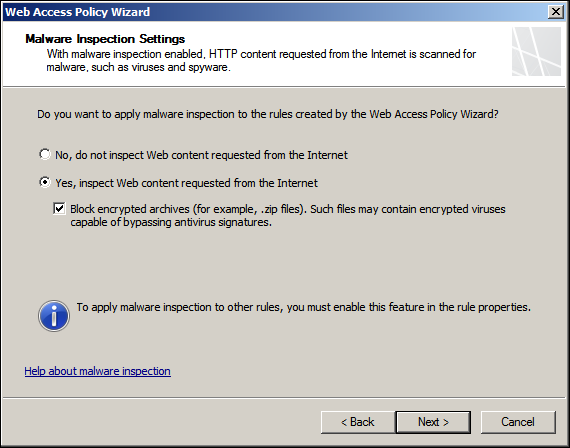 Web Access Policy Wizard
Malware Inspection Settings
With malware inspection enabled, HTTP content requested from the Internet is scanned for
malware, such as viruses and spyware.
Do you want to apply malware inspection to the rules created by the Web Access Policy Wizard?
No, do not inspect Web content requested from the Internet
Yes, inspect Web content requested from the Internet
Block encrypted archives (for example, .zip files). Such files may contain encrypted viruses
capable of bypassing antivirus signatures.
To apply malware inspection to other rules, you must enable this feature in the rule properties.
Help about malware inspection
< Back Next > Cancel